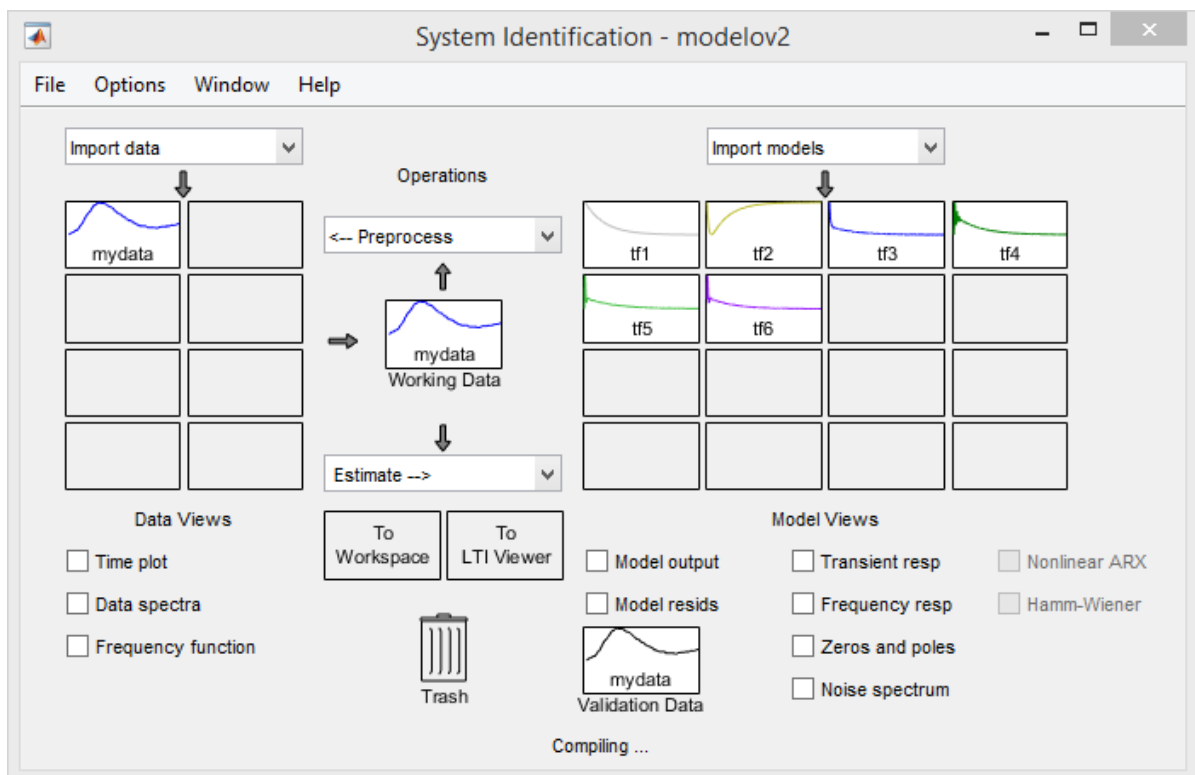 System Identification - modelov2
File Options Window Help
Import data
Import models
Operations
mydata
<-- Preprocess
tf1 tf2 tf3 tf4
tf5 tf6
mydata
Working Data
Estimate -->
Data Views
To Workspace
To LTI Viewer
Model Views
Time plot
Data spectra
Frequency function
Trash
Model output
Model resids
Transient resp
Frequency resp
Zeros and poles
Noise spectrum
Nonlinear ARX
Hamm-Wiener
mydata
Validation Data
Compiling ...